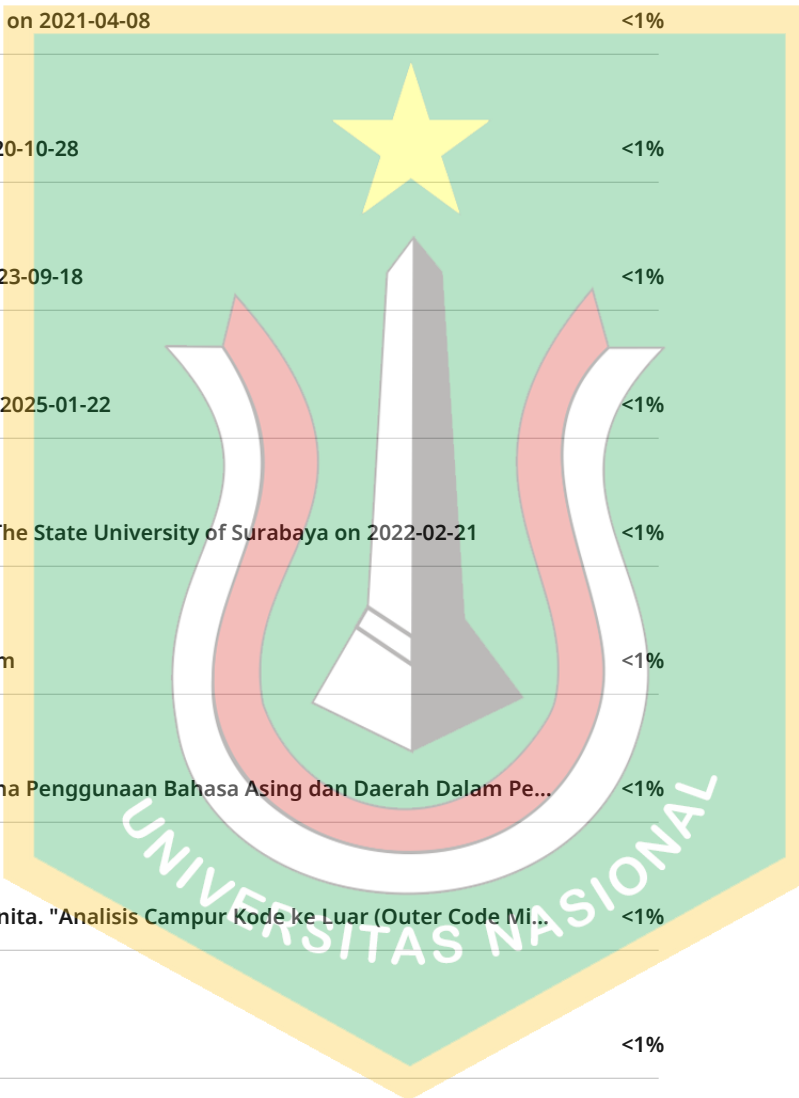 on 2021-04-08 <1%
20-10-28 <1%
23-09-18 <1%
2025-01-22 <1%
The State University of Surabaya on 2022-02-21 <1%
m <1%
na Penggunaan Bahasa Asing dan Daerah Dalam Pe... <1%
nita. "Analisis Campur Kode ke Luar (Outer Code Mi... <1%
UNIVERSITAS NASIONAL
<1%